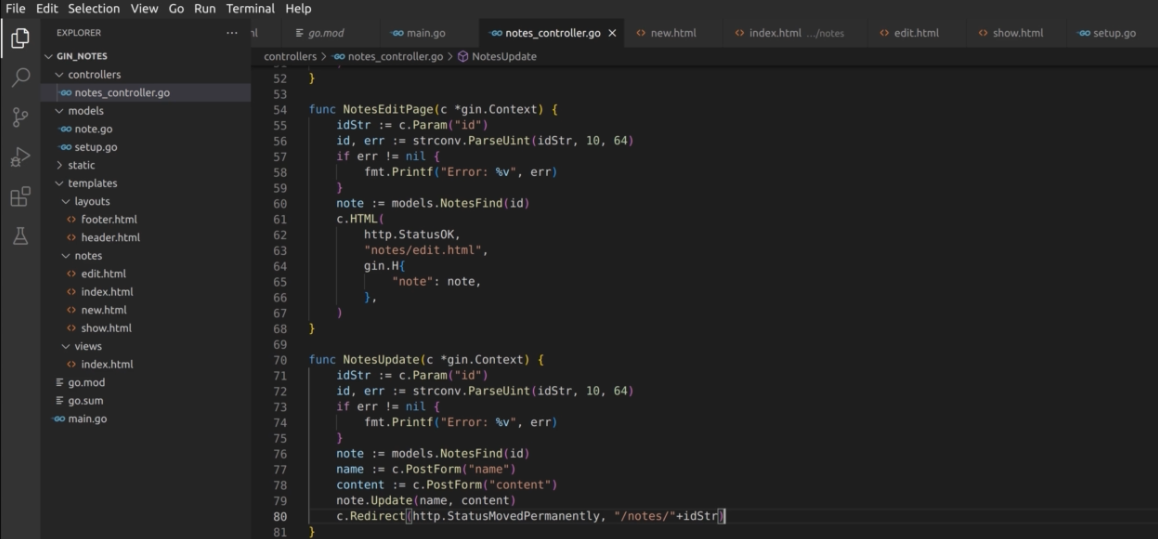 File Edit Selection View Go Run Terminal Help
EXPLORER ...
go.mod
main.go
notes_controller.go
new.html
index.html .../notes
edit.html
show.html
setup.go
GIN_NOTES
controllers
notes_controller.go
models
note.go
setup.go
static
templates
layouts
footer.html
header.html
notes
edit.html
index.html
new.html
show.html
views
index.html
go.mod
go.sum
main.go
controllers > notes_controller.go > NotesUpdate
52 }
53
54 func NotesEditPage(c *gin.Context) {
55 idStr := c.Param("id")
56 id, err := strconv.ParseUint(idStr, 10, 64)
57 if err != nil {
58 fmt.Printf("Error: %v", err)
59 }
60 note := models.NotesFind(id)
61 c.HTML(
62 http.StatusOK,
63 "notes/edit.html",
64 gin.H{
65 "note": note,
66 },
67 )
68 }
69
70 func NotesUpdate(c *gin.Context) {
71 idStr := c.Param("id")
72 id, err := strconv.ParseUint(idStr, 10, 64)
73 if err != nil {
74 fmt.Printf("Error: %v", err)
75 }
76 note := models.NotesFind(id)
77 name := c.PostForm("name")
78 content := c.PostForm("content")
79 note.Update(name, content)
80 c.Redirect(http.StatusMovedPermanently, "/notes/"+idStr)
81 }